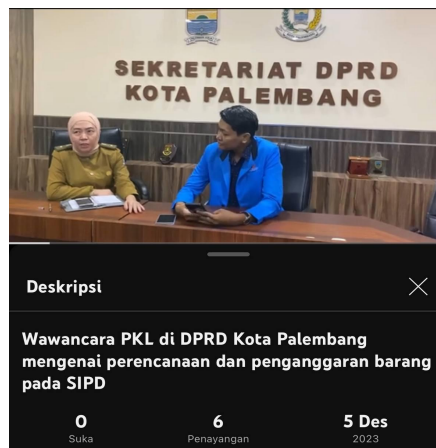 SEKRETARIAT DPRD
KOTA PALEMBANG
Deskripsi
Wawancara PKL di DPRD Kota Palembang
mengenai perencanaan dan penganggaran barang
pada SIPD
0 6 5 Des
Suka Penayangan 2023